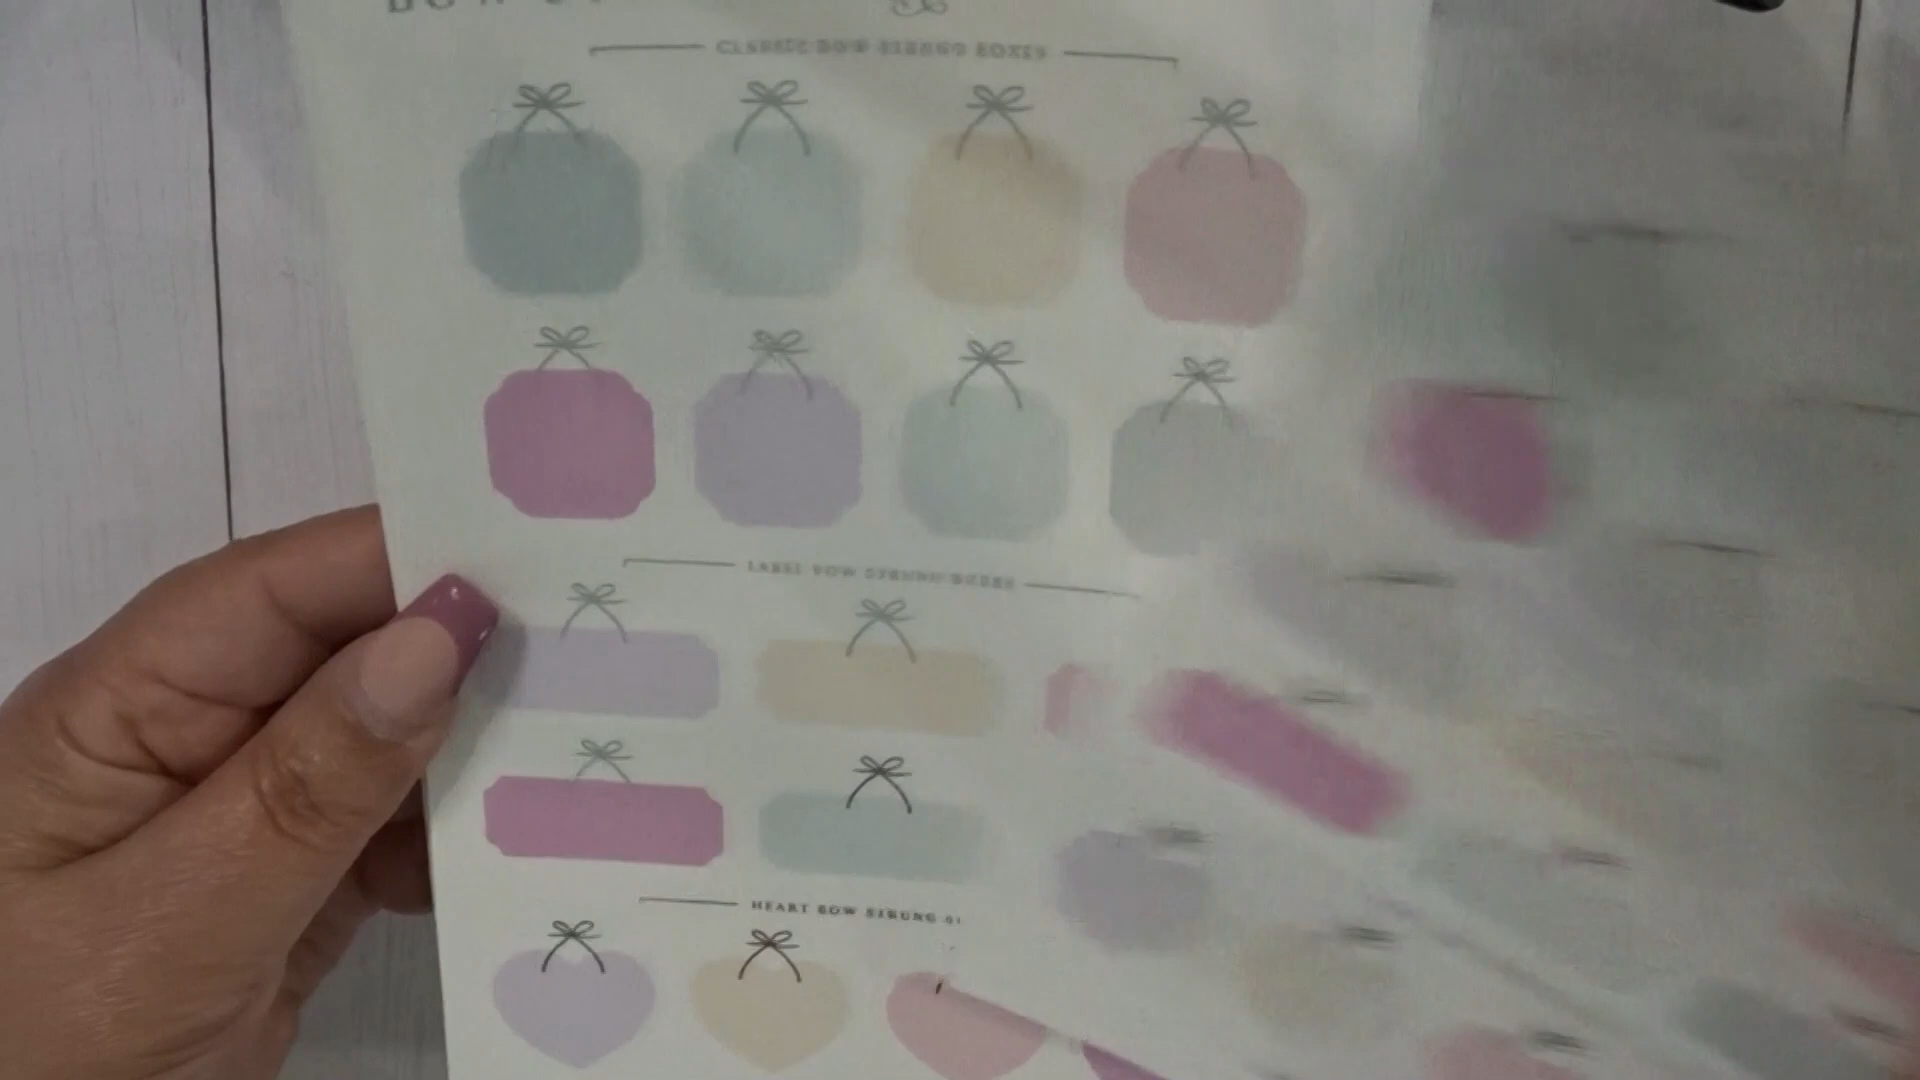 CLASSIC BOW STRUNG BOXES
LABEL BOW STRUNG BOXES
HEART BOW STRUNG